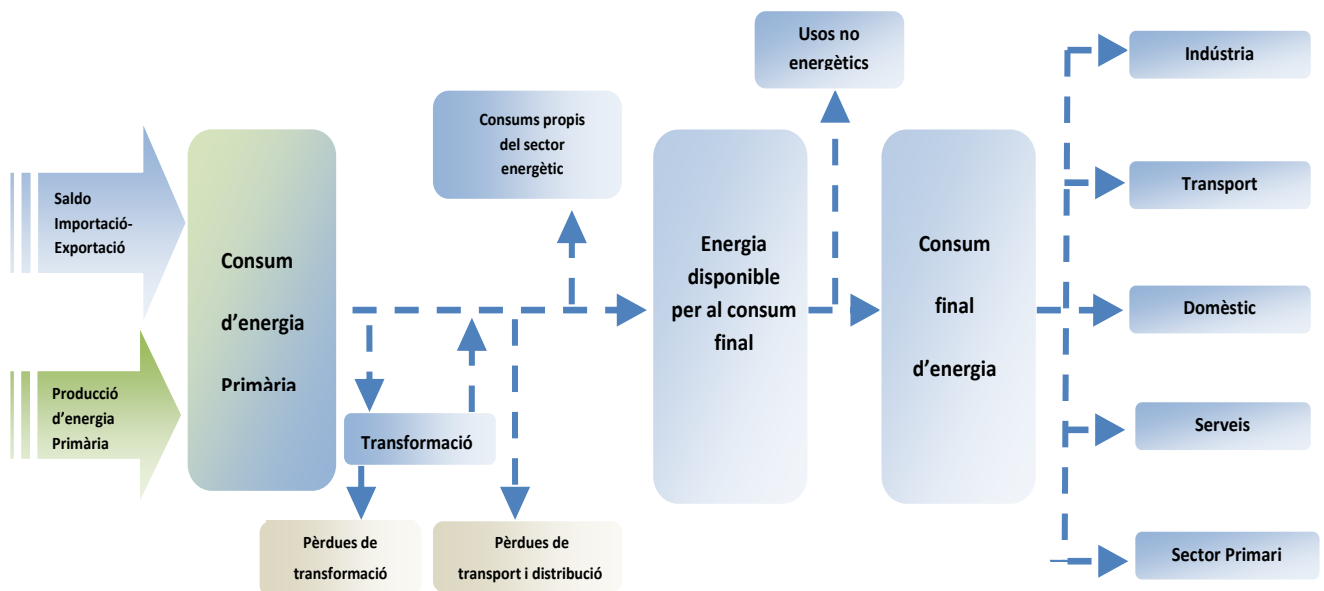 Saldo
Importació-
Exportació
Producció
d’energia
Primària
Consum
d’energia
Primària
Transformació
Pèrdues de
transformació
Pèrdues de
transport i distribució
Consums propis
del sector
energètic
Energia
disponible
per al consum
final
Usos no
energètics
Consum
final
d’energia
Indústria
Transport
Domèstic
Serveis
Sector Primari